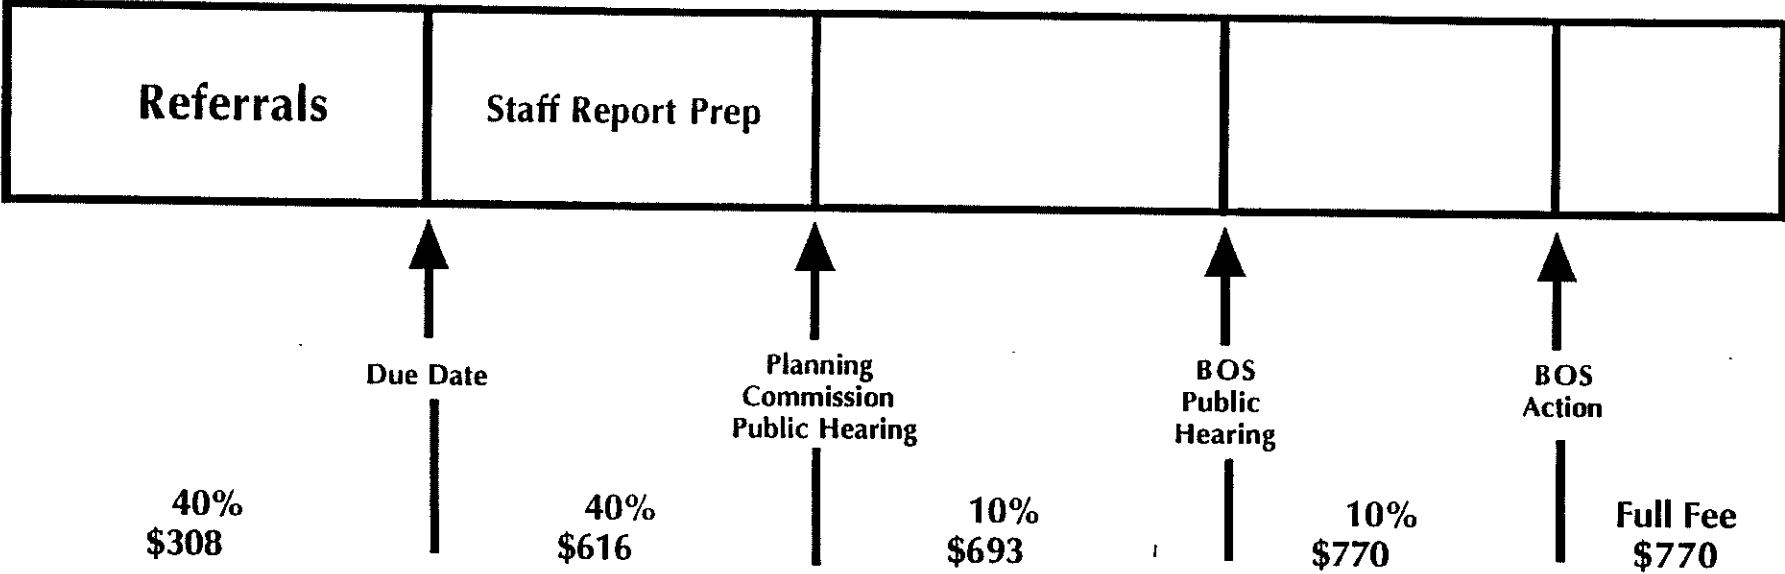 Referrals
Staff Report Prep
Due Date
Planning
Commission
Public Hearing
BOS
Public
Hearing
BOS
Action
40%
$308
40%
$616
10%
$693
10%
$770
Full Fee
$770